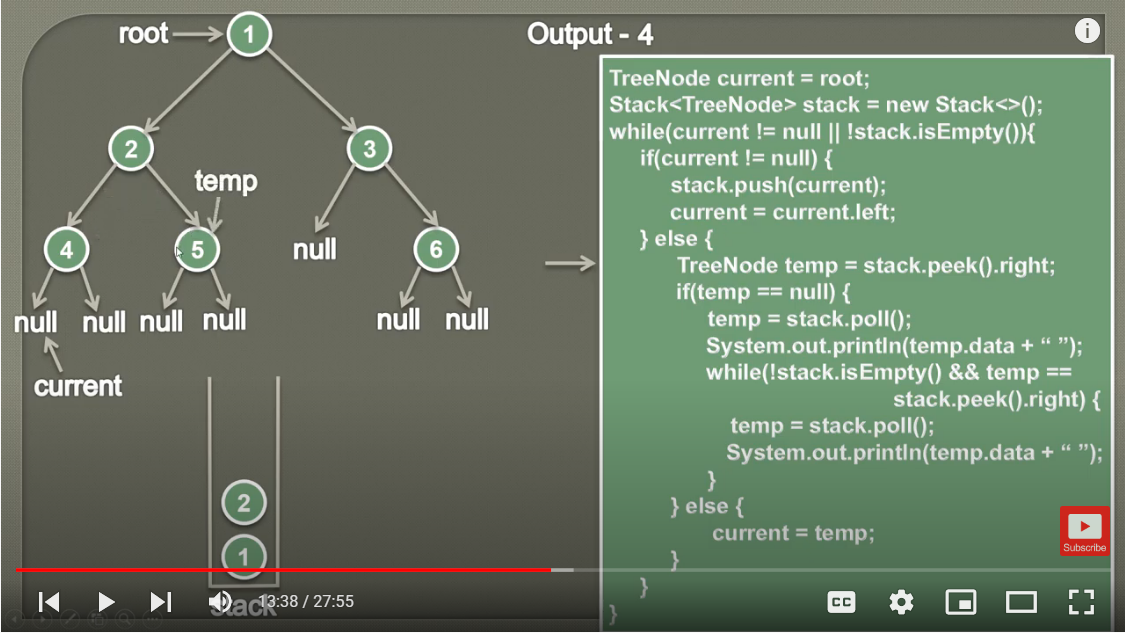 root
1
Output - 4
i
2
3
temp
4
5
null
6
null
null
null
null
null
null
current
2
1
stack
TreeNode current = root;
Stack<TreeNode> stack = new Stack<>();
while(current != null || !stack.isEmpty()){
if(current != null) {
stack.push(current);
current = current.left;
} else {
TreeNode temp = stack.peek().right;
if(temp == null) {
temp = stack.poll();
System.out.println(temp.data + “ ”);
while(!stack.isEmpty() && temp ==
stack.peek().right) {
temp = stack.poll();
System.out.println(temp.data + “ ”);
}
} else {
current = temp;
}
}
}
Subscribe
13:38 / 27:55
CC